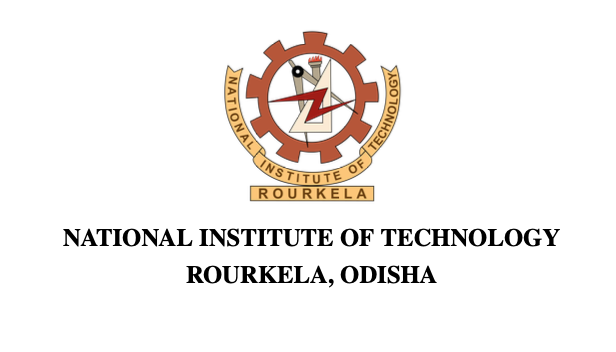 NATIONAL INSTITUTE OF TECHNOLOGY
ROURKELA
NATIONAL INSTITUTE OF TECHNOLOGY
ROURKELA, ODISHA